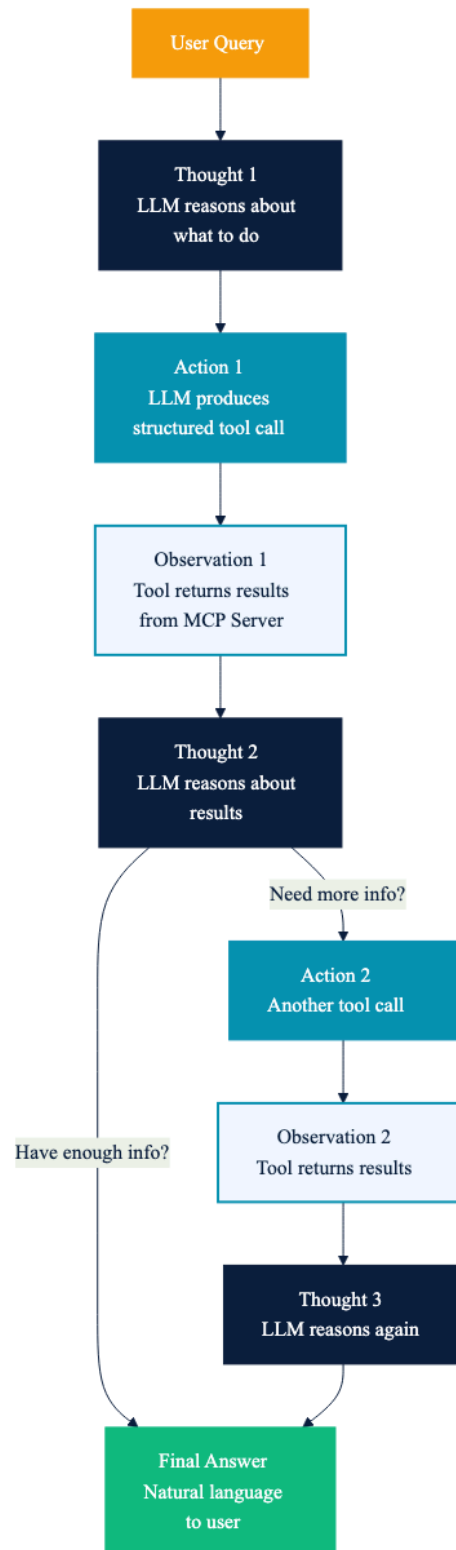 User Query
Thought 1
LLM reasons about
what to do
Action 1
LLM produces
structured tool call
Observation 1
Tool returns results
from MCP Server
Thought 2
LLM reasons about
results
Need more info?
Action 2
Another tool call
Have enough info?
Observation 2
Tool returns results
Thought 3
LLM reasons again
Final Answer
Natural language
to user